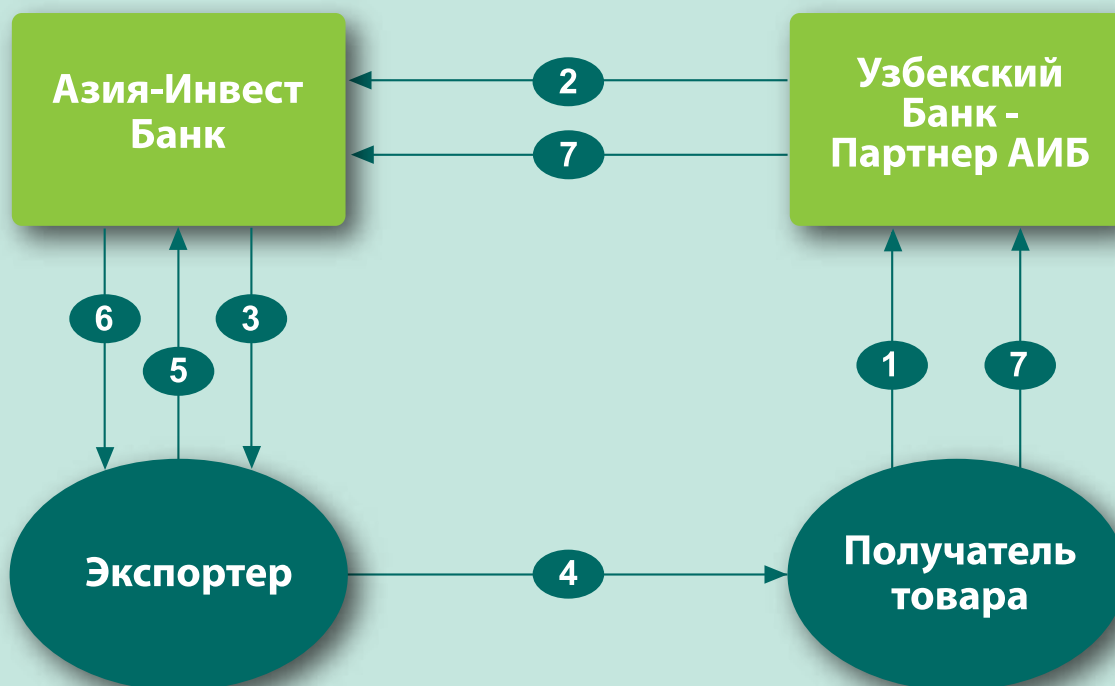 Азия-Инвест
Банк
Узбекский
Банк -
Партнер АИБ
2
7
6
3
5
1
7
Экспортер
4
Получатель
товара